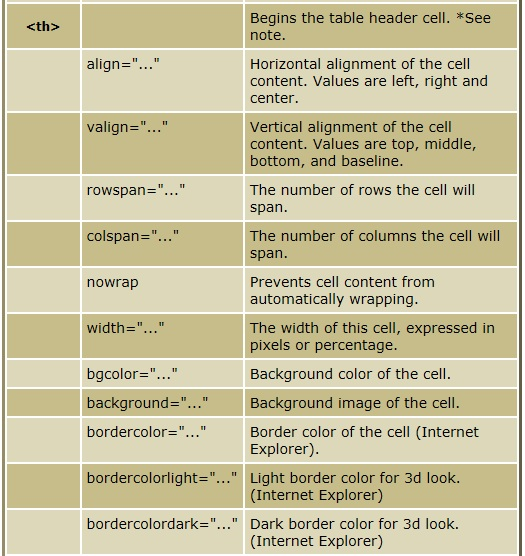 <th> Begins the table header cell. *See
note.
align="..." Horizontal alignment of the cell
content. Values are left, right and
center.
valign="..." Vertical alignment of the cell
content. Values are top, middle,
bottom, and baseline.
rowspan="..." The number of rows the cell will
span.
colspan="..." The number of columns the cell will
span.
nowrap Prevents cell content from
automatically wrapping.
width="..." The width of this cell, expressed in
pixels or percentage.
bgcolor="..." Background color of the cell.
background="..." Background image of the cell.
bordercolor="..." Border color of the cell (Internet
Explorer).
bordercolorlight="..." Light border color for 3d look.
(Internet Explorer)
bordercolordark="..." Dark border color for 3d look.
(Internet Explorer)